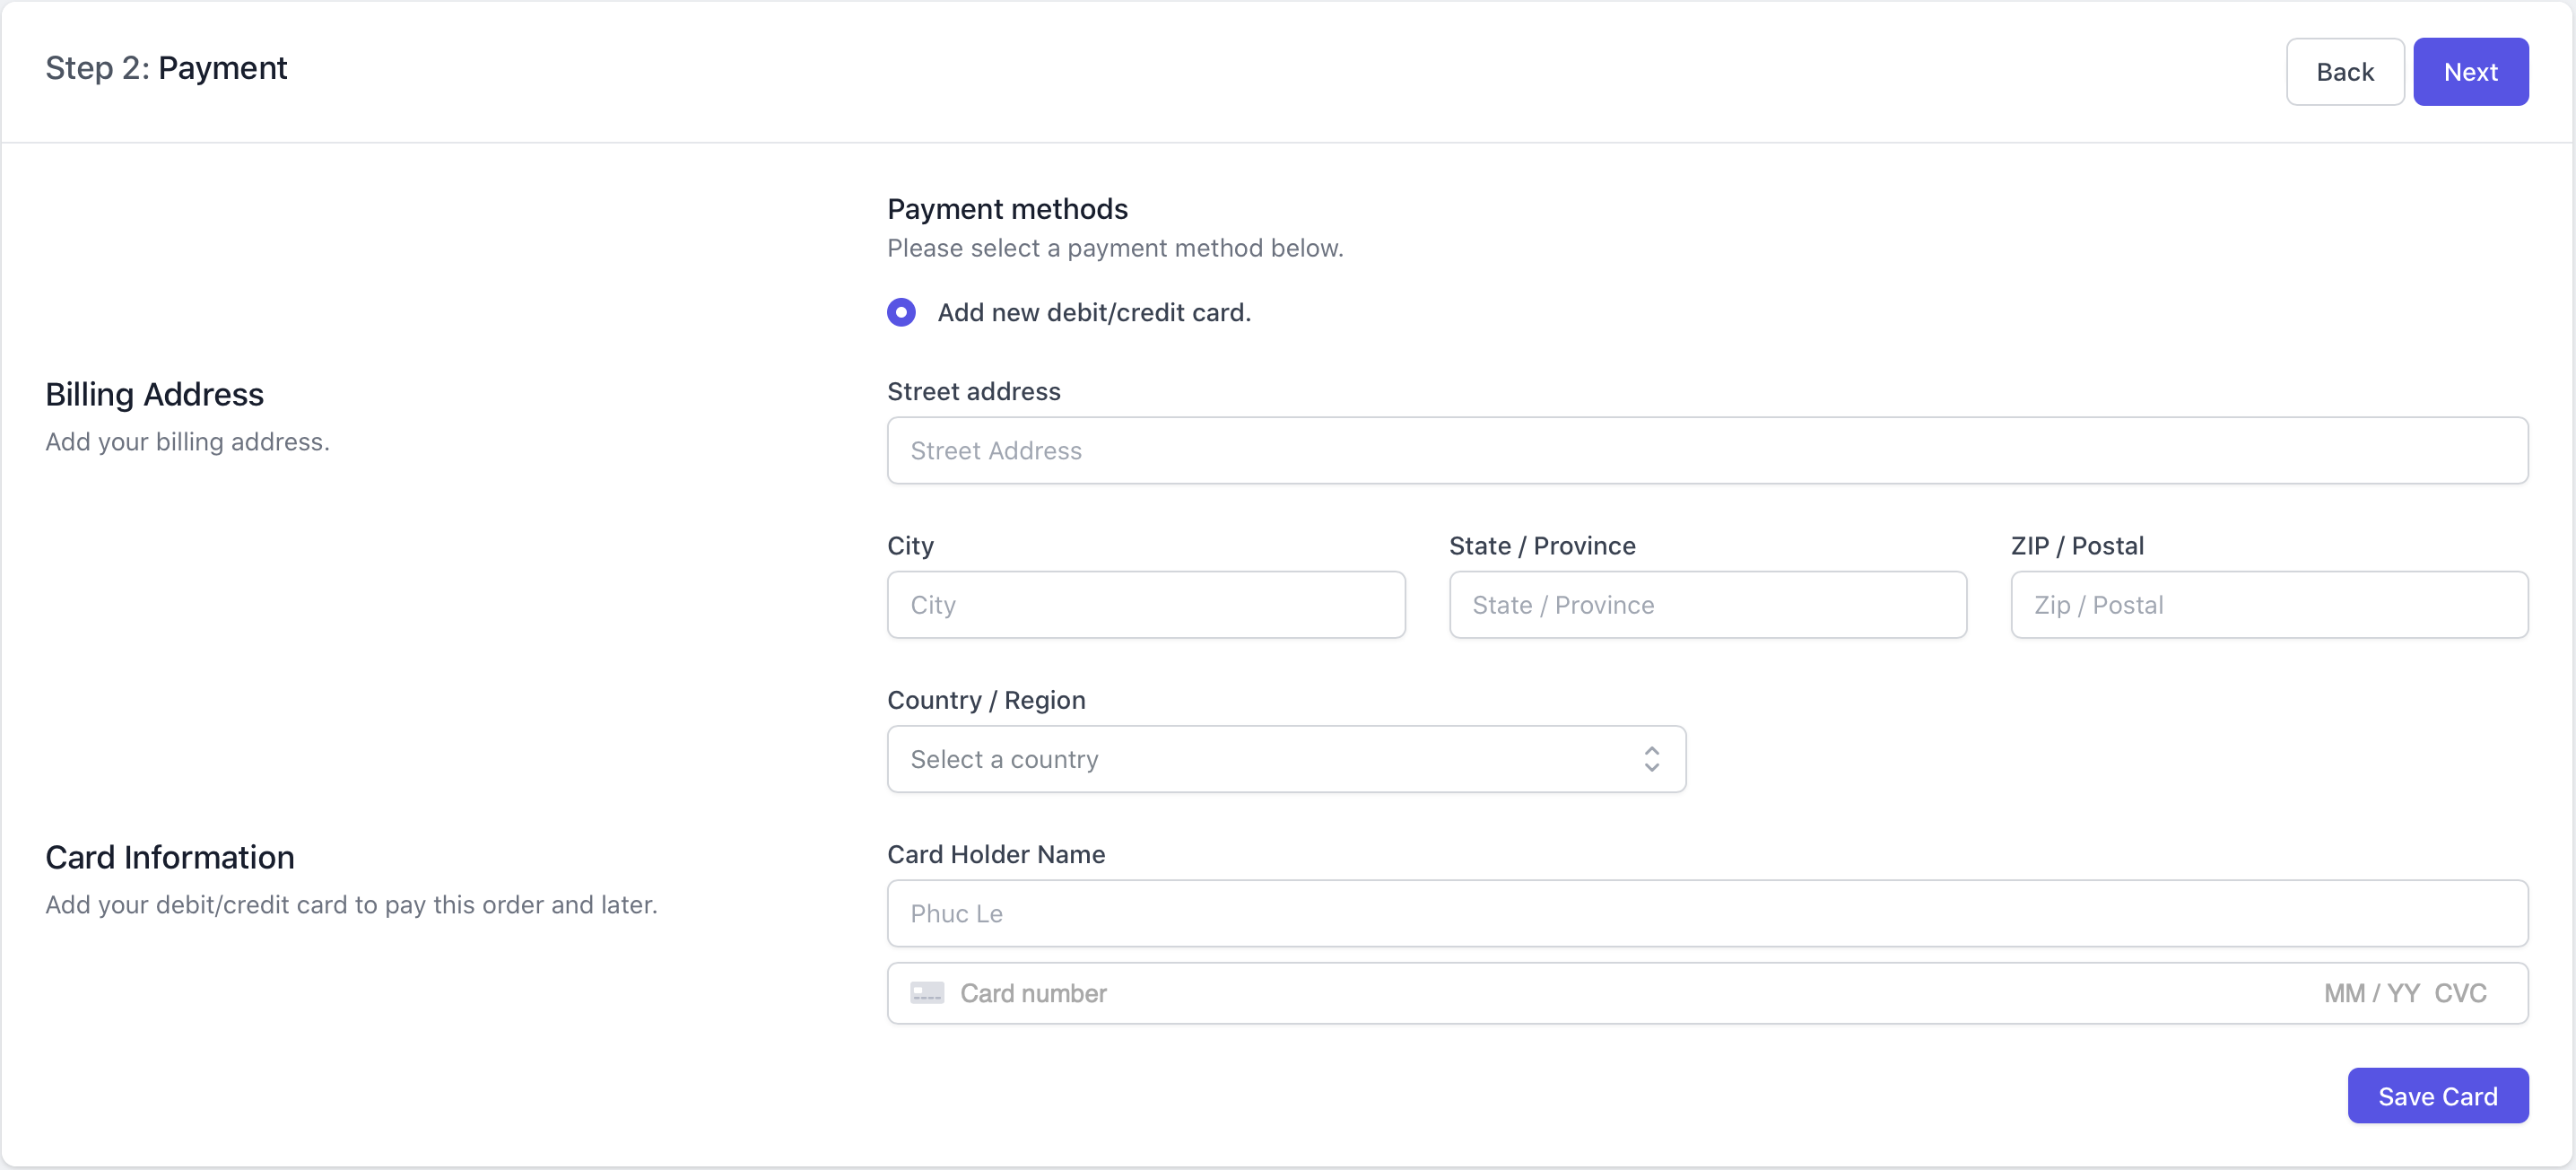 Step 2: Payment
Back
Next
Payment methods
Please select a payment method below.
Add new debit/credit card.
Billing Address
Add your billing address.
Street address
Street Address
City
State / Province
ZIP / Postal
City
State / Province
Zip / Postal
Country / Region
Select a country
Card Information
Add your debit/credit card to pay this order and later.
Card Holder Name
Phuc Le
Card number
MM / YY CVC
Save Card